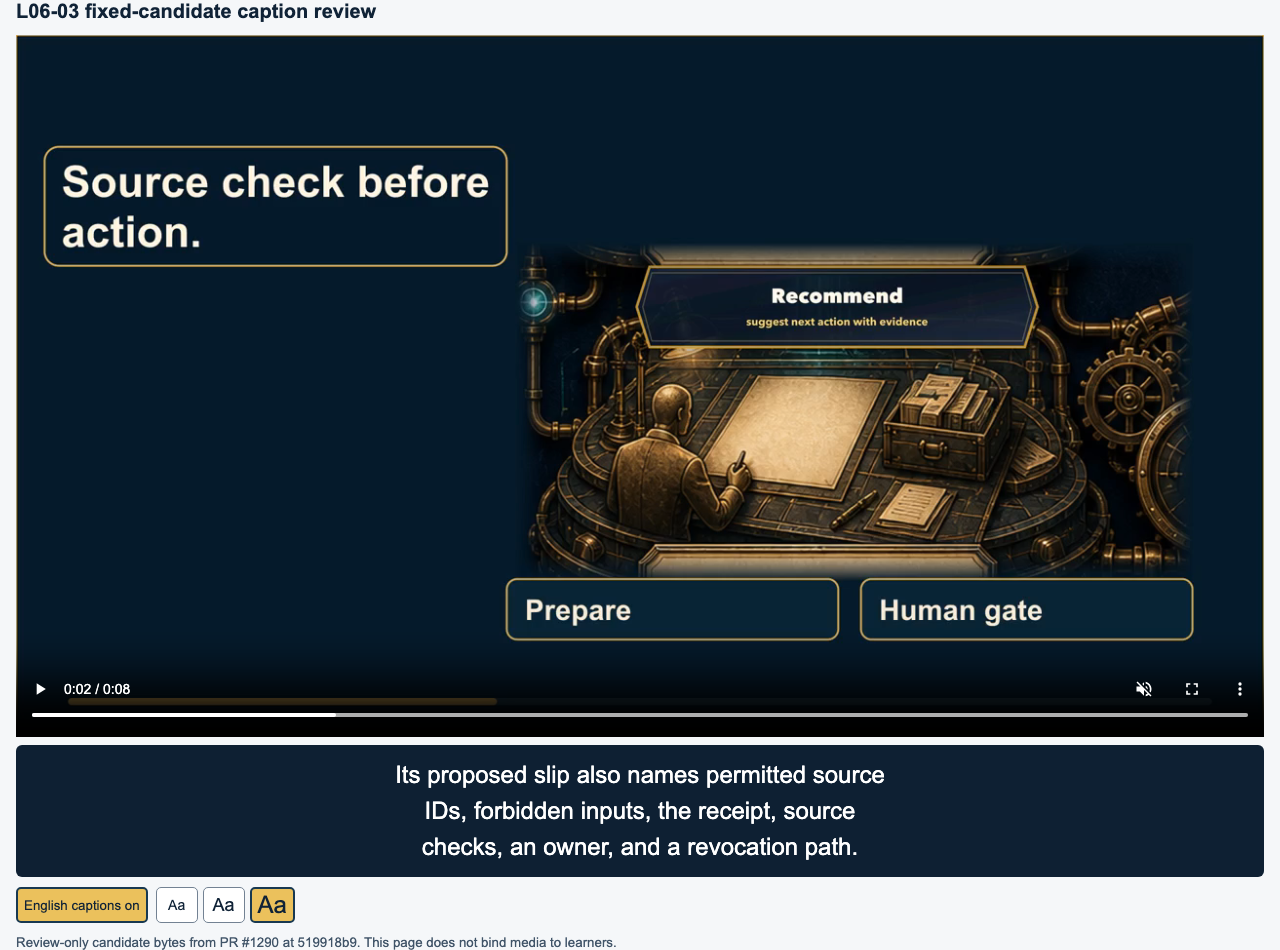 L06-03 fixed-candidate caption review
Source check before
action.
Recommend
suggest next action with evidence
Prepare
Human gate
0:02 / 0:08
Its proposed slip also names permitted source
IDs, forbidden inputs, the receipt, source
checks, an owner, and a revocation path.
English captions on
Aa
Aa
Aa
Review-only candidate bytes from PR #1290 at 519918b9. This page does not bind media to learners.